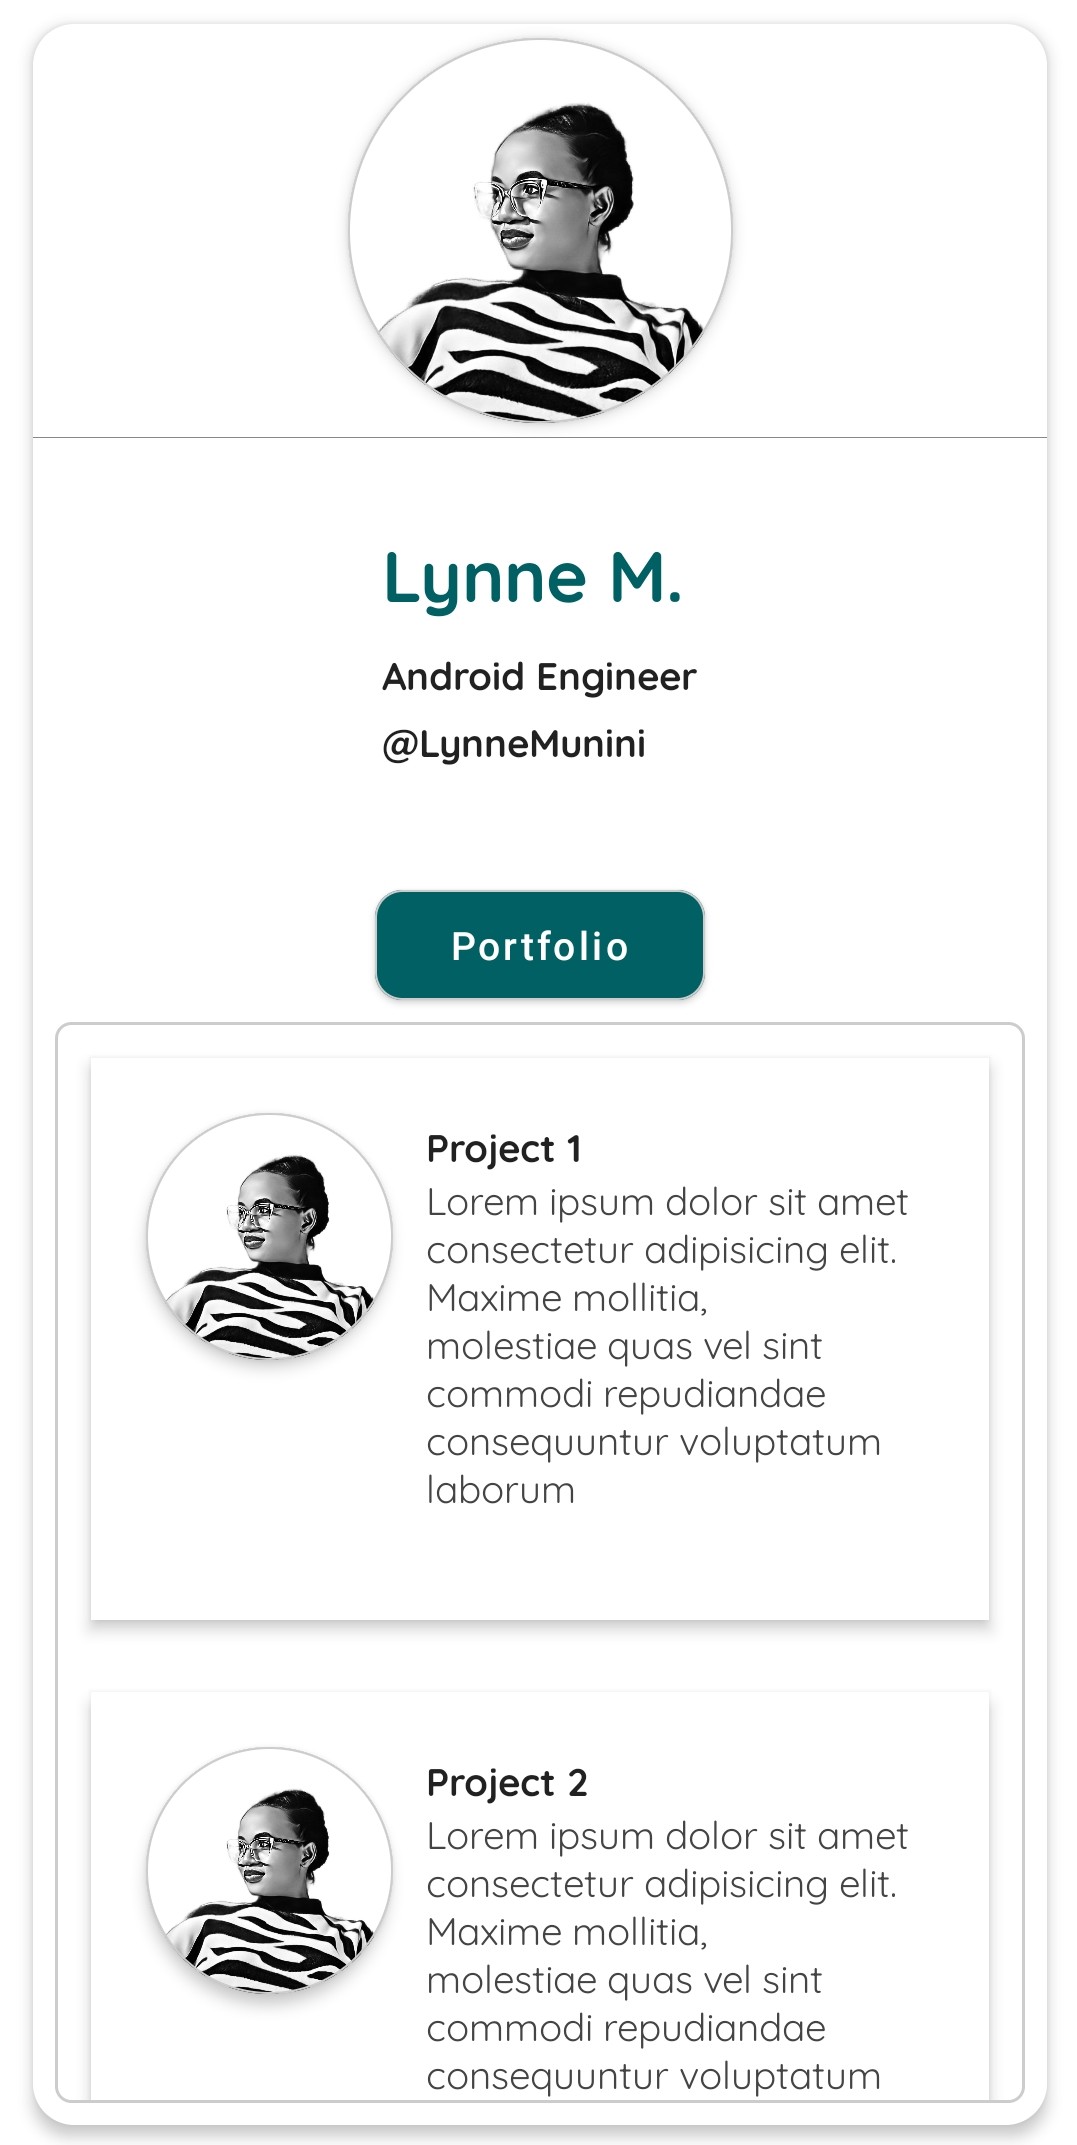 Lynne M.
Android Engineer
@LynneMunini
Portfolio
Project 1
Lorem ipsum dolor sit amet
consectetur adipisicing elit.
Maxime mollitia,
molestiae quas vel sint
commodi repudiandae
consequuntur voluptatum
laborum
Project 2
Lorem ipsum dolor sit amet
consectetur adipisicing elit.
Maxime mollitia,
molestiae quas vel sint
commodi repudiandae
consequuntur voluptatum